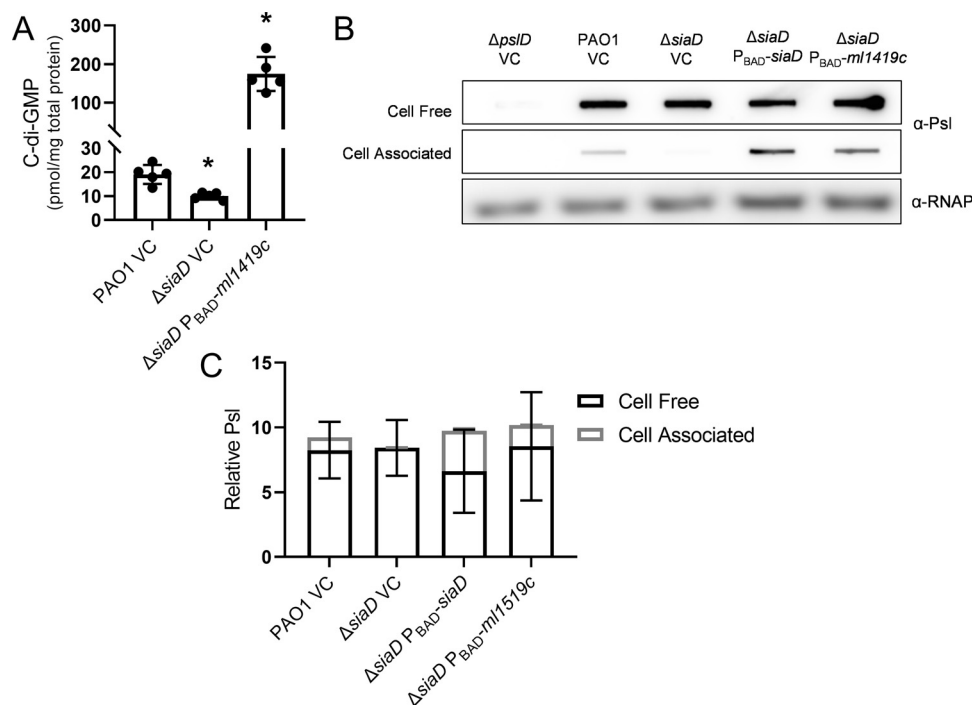 A
C-di-GMP
(pmol/mg total protein)
300
200
100
20
10
0
*
*
PAO1 VC
ΔsiaD VC
ΔsiaD PBAD-ml1419c
B
ΔpslD
VC
PAO1
VC
ΔsiaD
VC
ΔsiaD
PBAD-siaD
ΔsiaD
PBAD-ml1419c
Cell Free
Cell Associated
α-Psl
α-RNAP
C
Relative Psl
15
10
5
0
PAO1 VC
ΔsiaD VC
ΔsiaD PBAD-siaD
ΔsiaD PBAD-ml1519c
Cell Free
Cell Associated